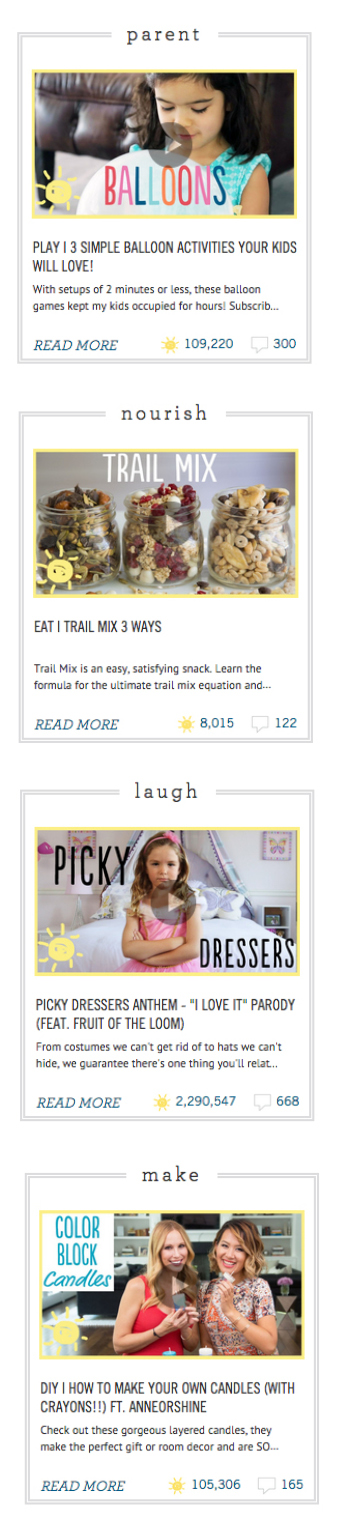 parent
BALLOONS
PLAY | 3 SIMPLE BALLOON ACTIVITIES YOUR KIDS
WILL LOVE!
With setups of 2 minutes or less, these balloon
games kept my kids occupied for hours! Subscrib...
READ MORE 109,220 300
nourish
TRAIL MIX
EAT | TRAIL MIX 3 WAYS
Trail Mix is an easy, satisfying snack. Learn the
formula for the ultimate trail mix equation and...
READ MORE 8,015 122
laugh
PICKY
DRESSERS
PICKY DRESSERS ANTHEM - "I LOVE IT" PARODY
(FEAT. FRUIT OF THE LOOM)
From costumes we can't get rid of to hats we can't
hide, we guarantee there's one thing you'll relat...
READ MORE 2,290,547 668
make
COLOR
BLOCK
Candles
DIY | HOW TO MAKE YOUR OWN CANDLES (WITH
CRAYONS!!) FT. ANNEORSHINE
Check out these gorgeous layered candles, they
make the perfect gift or room decor and are SO...
READ MORE 105,306 165